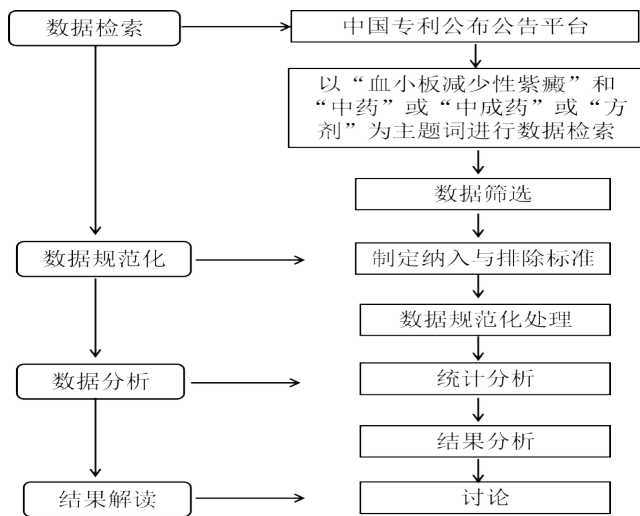 数据检索
中国专利公布公告平台
以“血小板减少性紫癜”和
“中药”或“中成药”或“方
剂”为主题词进行数据检索
数据筛选
数据规范化
制定纳入与排除标准
数据规范化处理
数据分析
统计分析
结果分析
结果解读
讨论